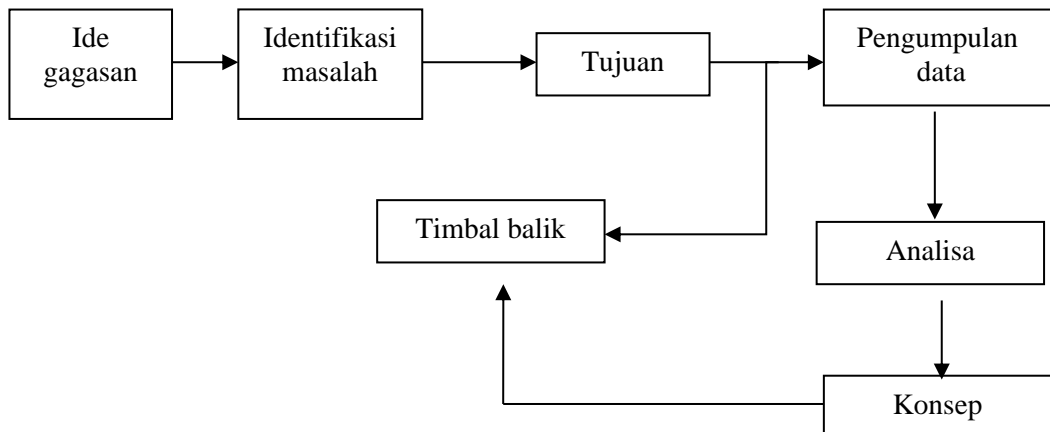 Ide
gagasan
Identifikasi
masalah
Tujuan
Pengumpulan
data
Timbal balik
Analisa
Konsep